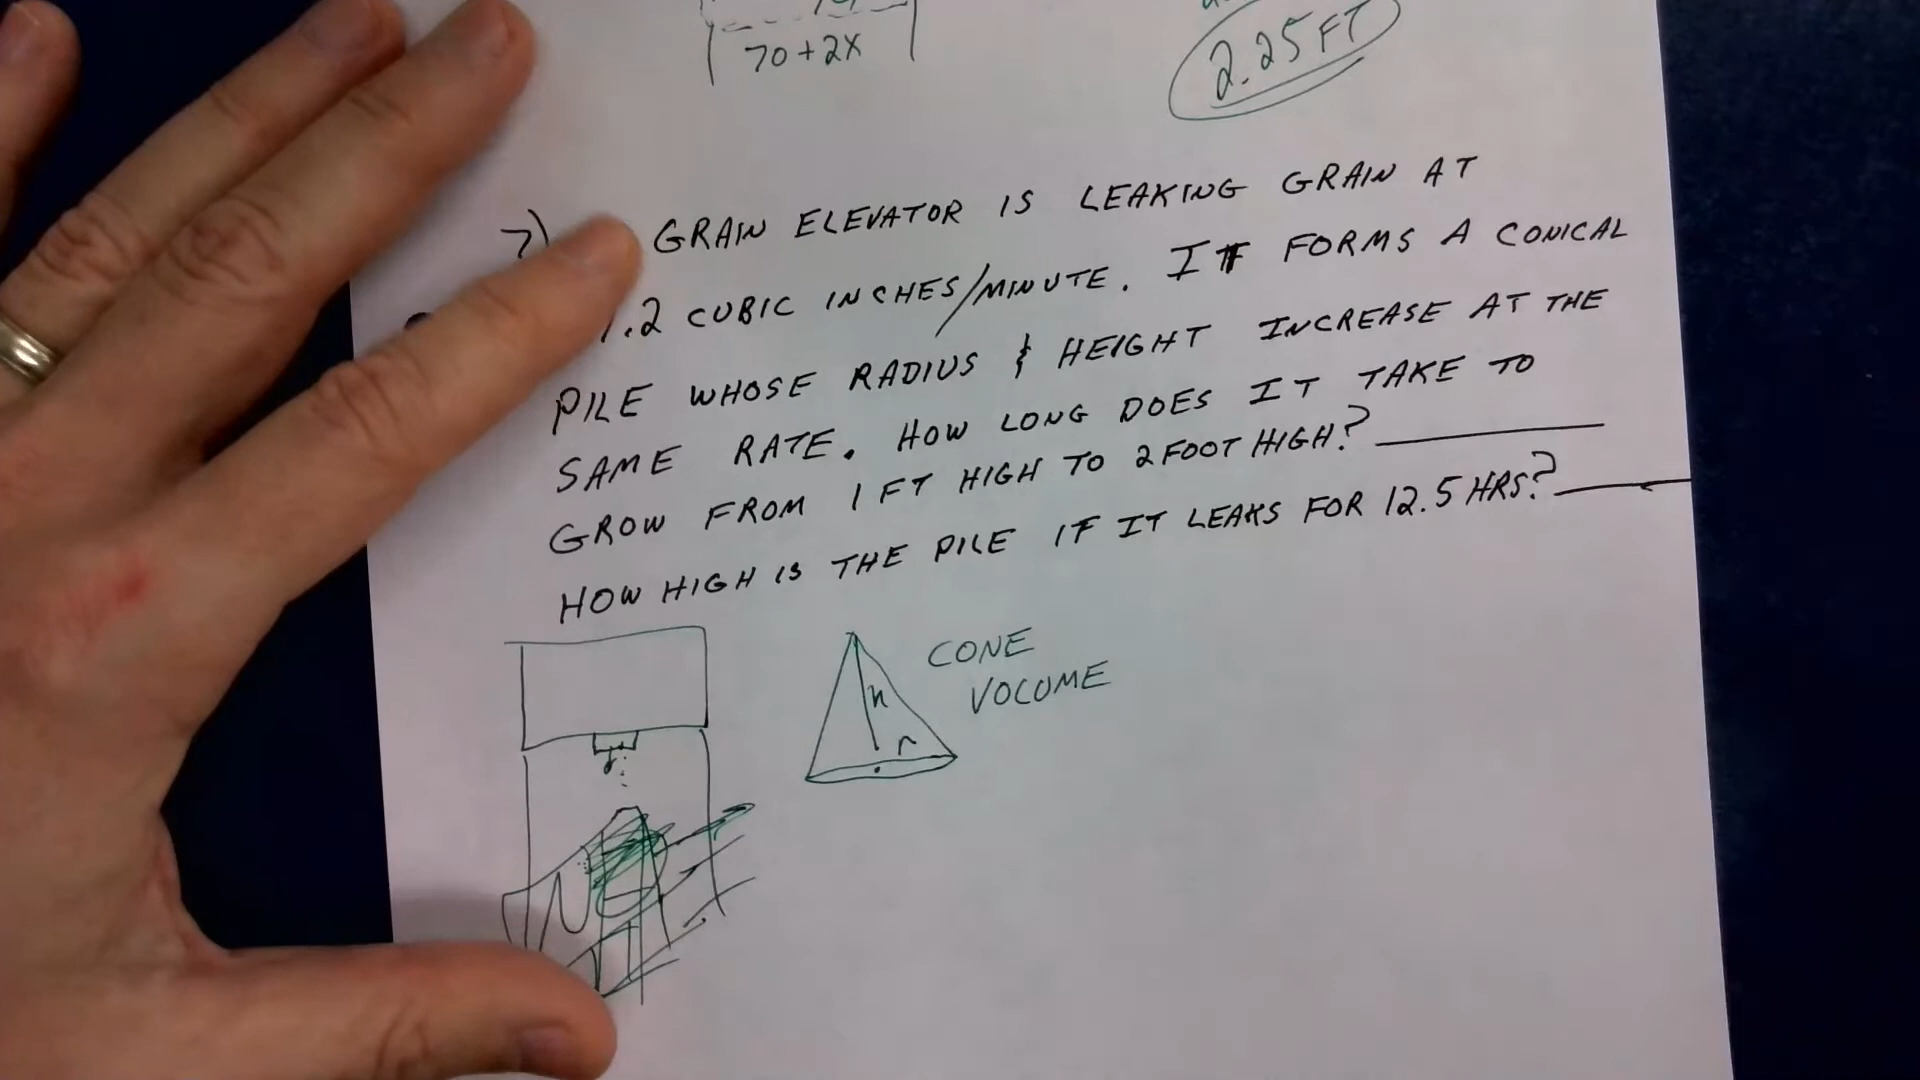 70+2X
2.25 FT
7) GRAIN ELEVATOR IS LEAKING GRAIN AT
.2 CUBIC INCHES/MINUTE. IT FORMS A CONICAL
PILE WHOSE RADIUS & HEIGHT INCREASE AT THE
SAME RATE. HOW LONG DOES IT TAKE TO
GROW FROM 1 FT HIGH TO 2 FOOT HIGH?
HOW HIGH IS THE PILE IF IT LEAKS FOR 12.5 HRS?
CONE
VOLUME
h
r